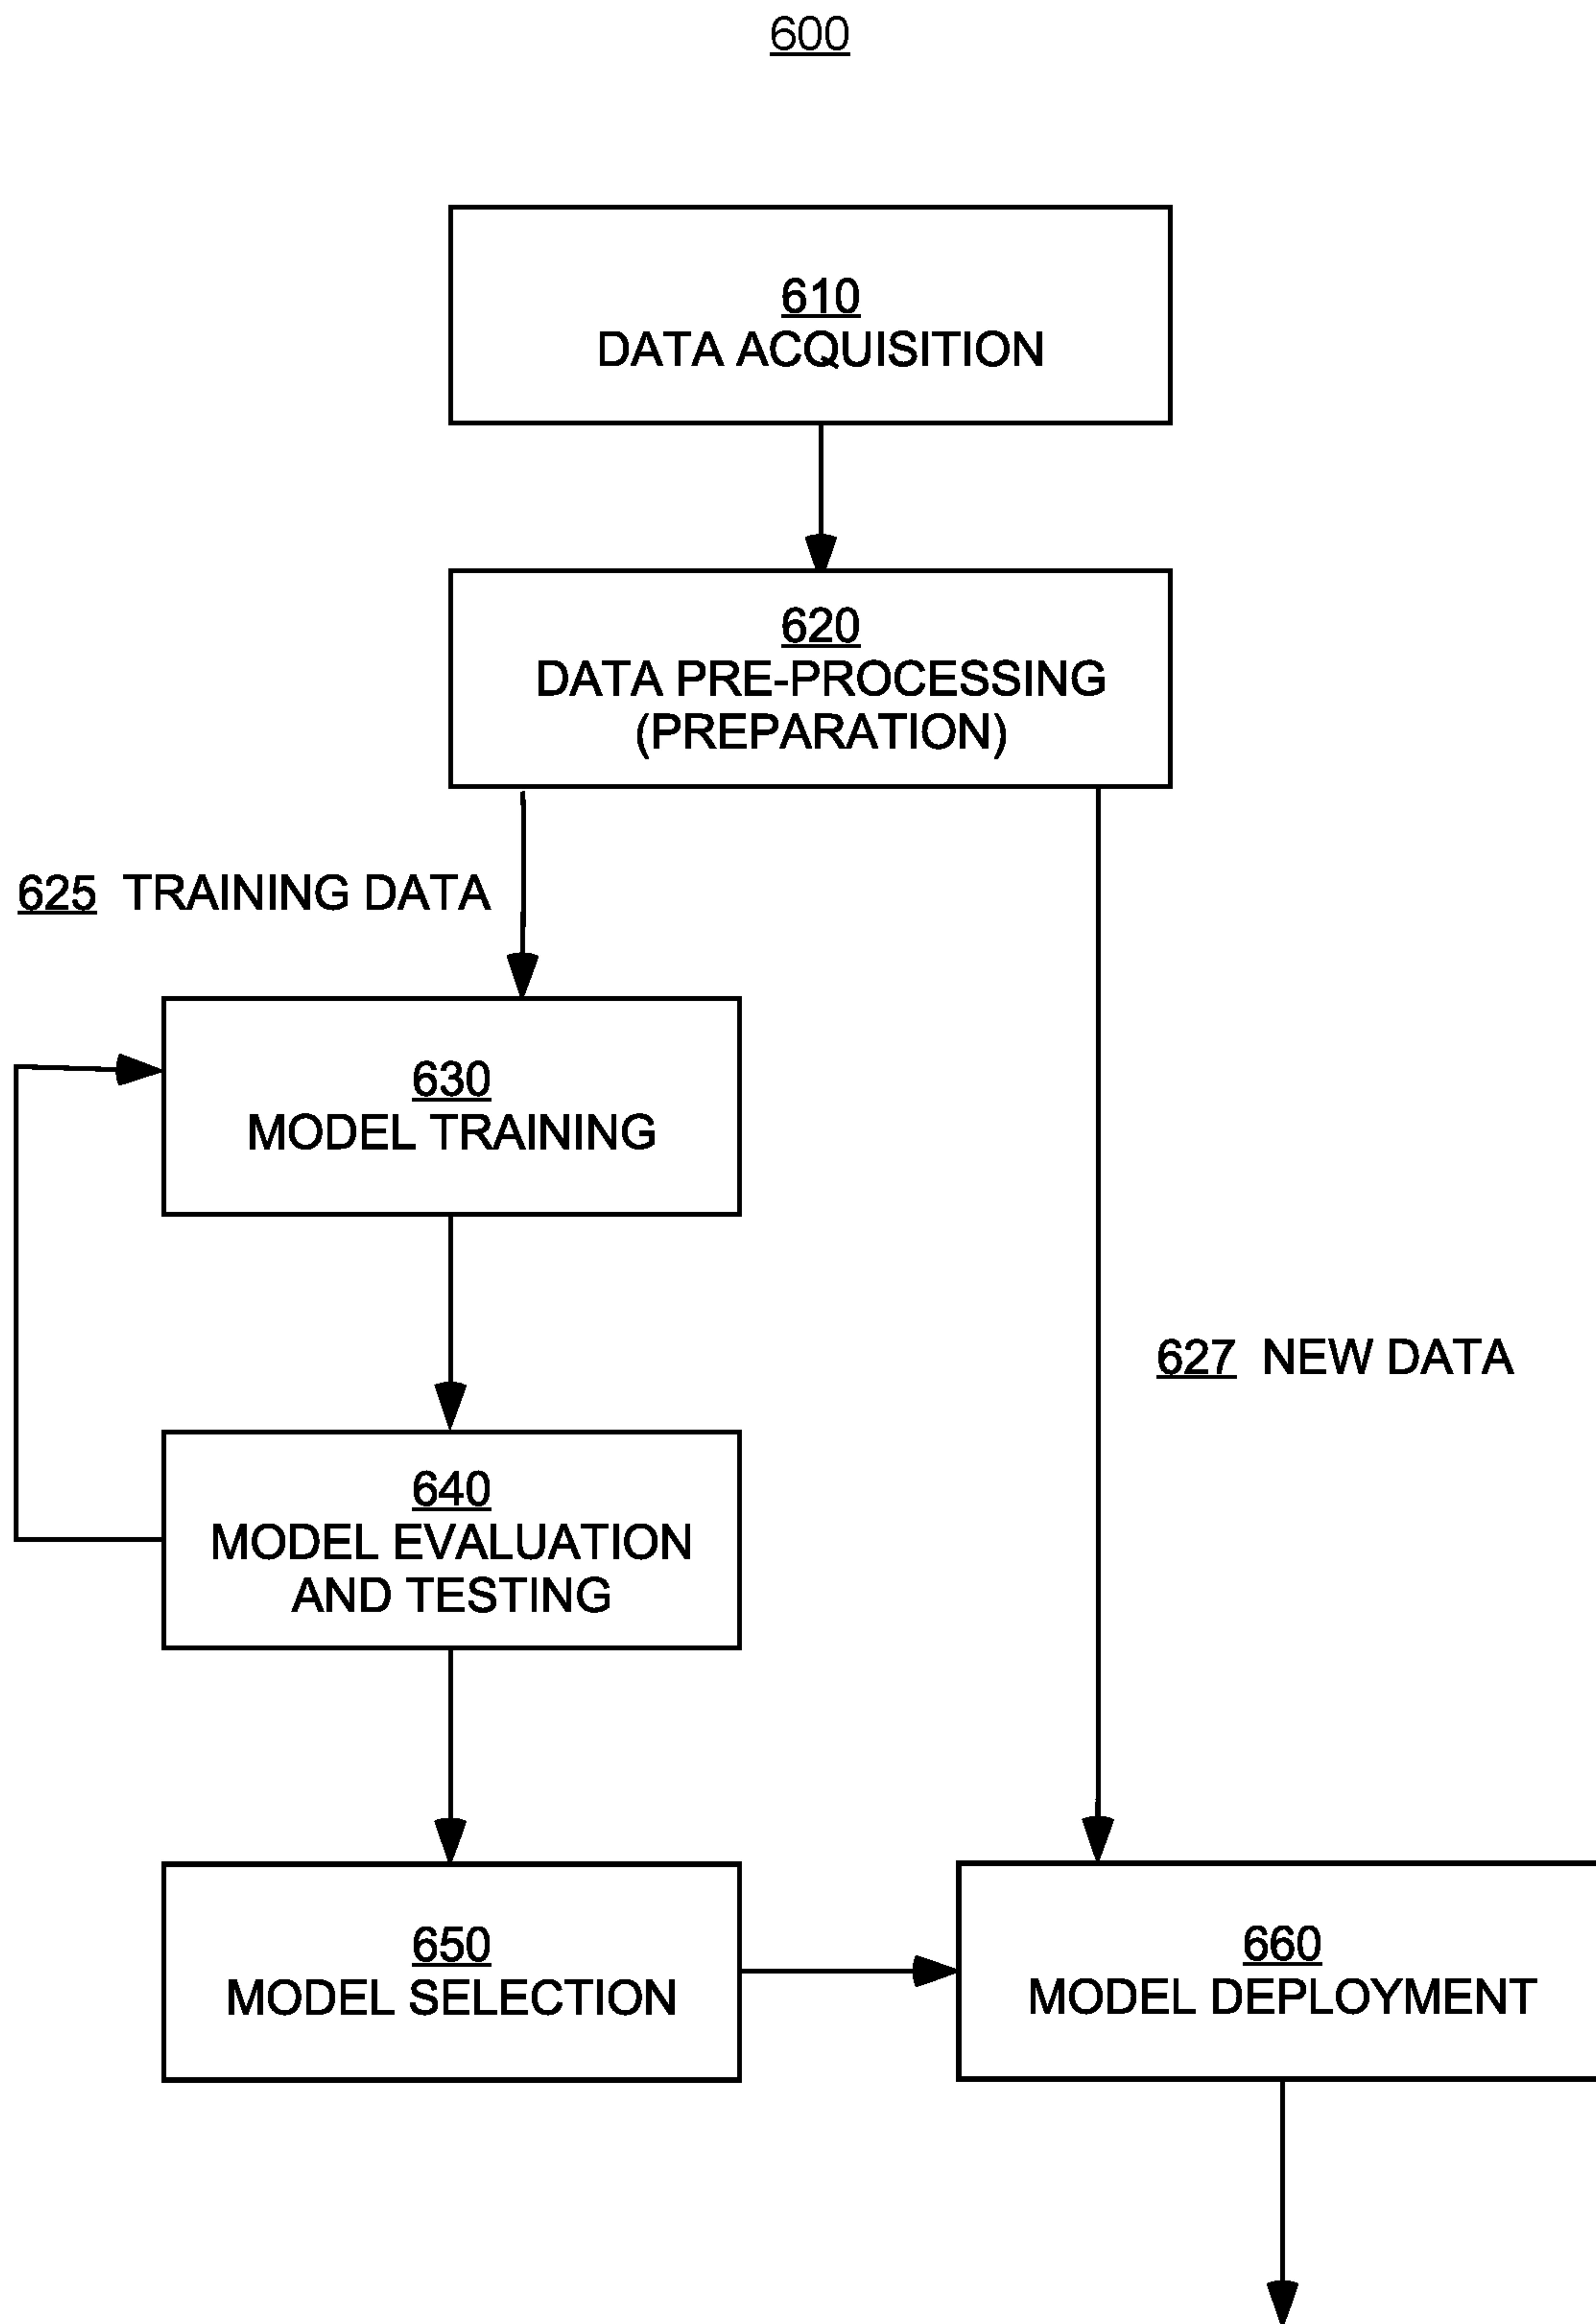 600
610
DATA ACQUISITION
620
DATA PRE-PROCESSING
(PREPARATION)
625 TRAINING DATA
630
MODEL TRAINING
627 NEW DATA
640
MODEL EVALUATION
AND TESTING
650
MODEL SELECTION
660
MODEL DEPLOYMENT